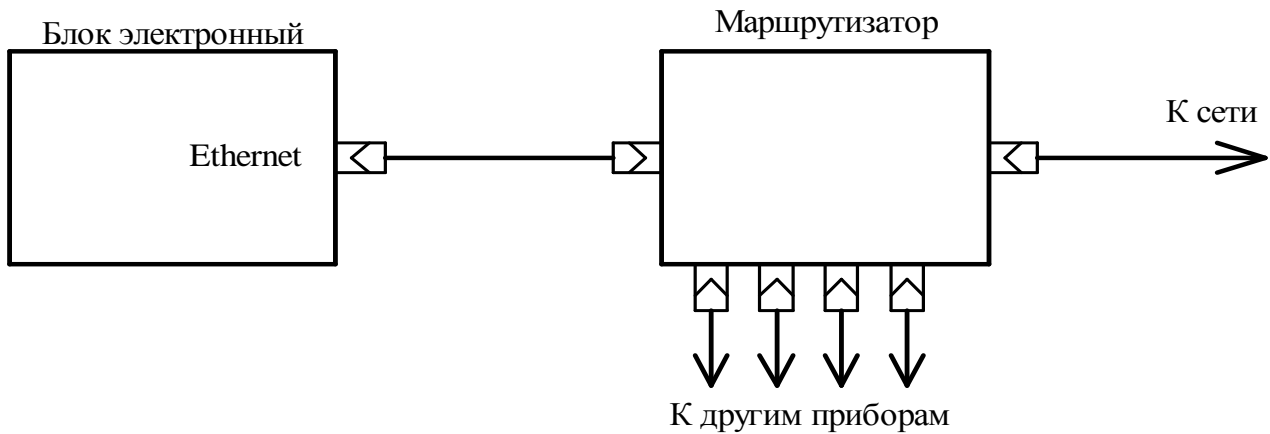 Блок электронный
Маршрутизатор
К сети
Ethernet
К другим приборам